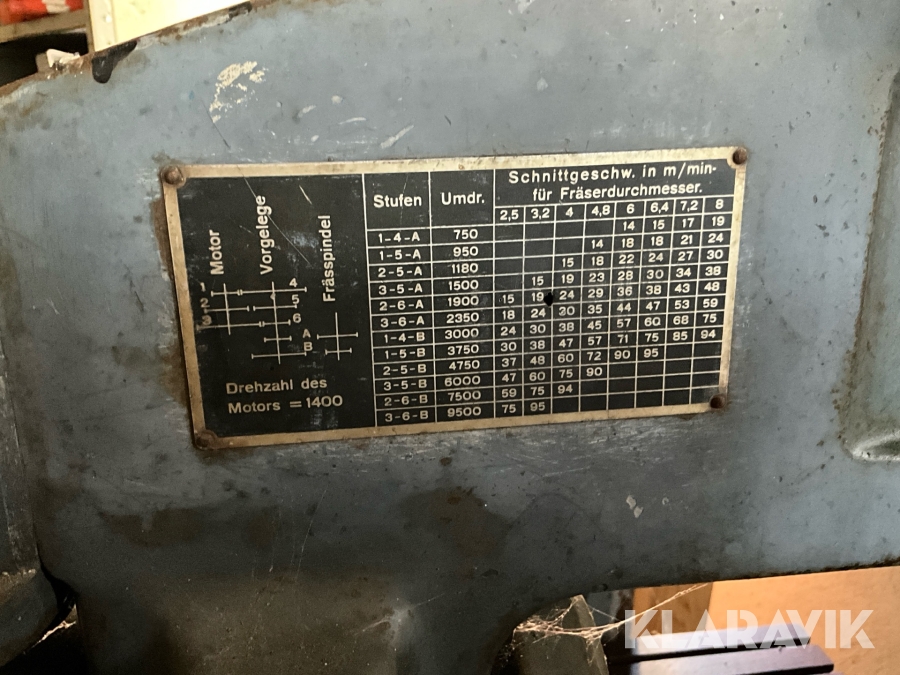 Motor
Vorgelege
Frässpindel
1
2
3
4
5
6
A
B
Drehzahl des
Motors = 1400
Stufen Umdr. Schnittgeschw. in m/min-
für Fräserdurchmesser.
2,5 3,2 4 4,8 6 6,4 7,2 8
1-4-A 750 14 15 17 19
1-5-A 950 14 18 18 21 24
2-5-A 1180 15 18 22 24 27 30
3-5-A 1500 15 19 23 28 30 34 38
2-6-A 1900 15 19 24 29 36 38 43 48
3-6-A 2350 18 24 30 35 44 47 53 59
1-4-B 3000 24 30 38 45 57 60 68 75
1-5-B 3750 30 38 47 57 71 75 85 94
2-5-B 4750 37 48 60 72 90 95
3-5-B 6000 47 60 75 90
2-6-B 7500 59 75 94
3-6-B 9500 75 95
KLARAVIK